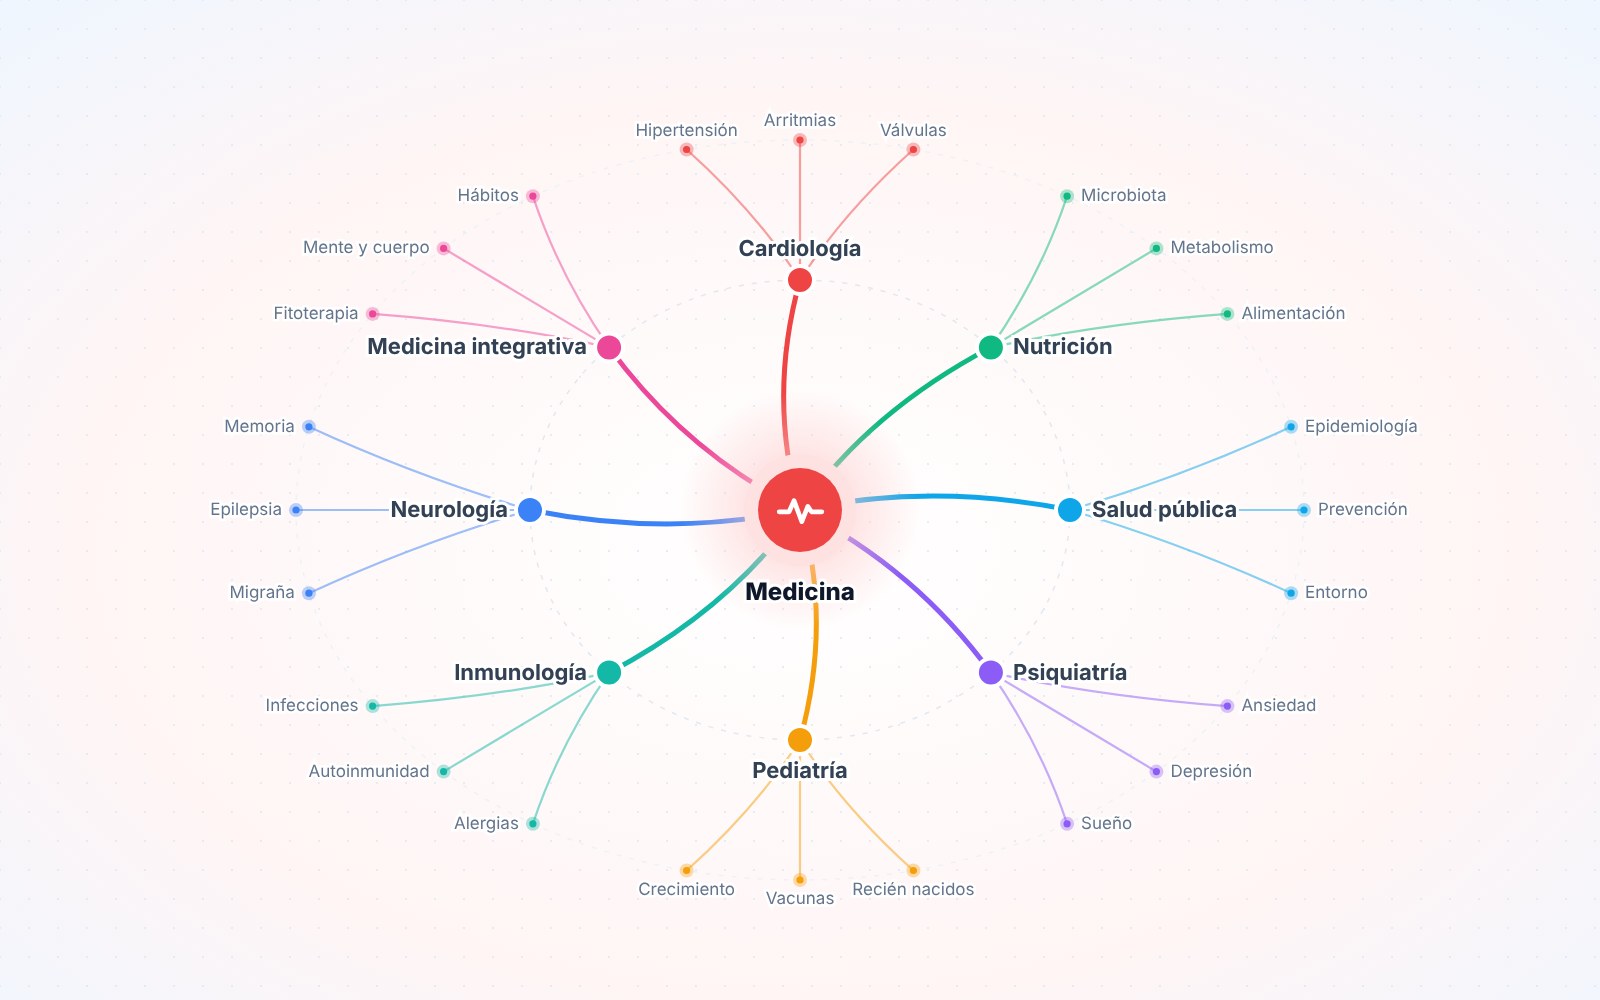 Arritmias
Hipertensión
Válvulas
Hábitos
Microbiota
Mente y cuerpo
Cardiología
Metabolismo
Fitoterapia
Alimentación
Medicina integrativa
Nutrición
Memoria
Epidemiología
Epilepsia
Neurología
Salud pública
Prevención
Migraña
Medicina
Entorno
Inmunología
Psiquiatría
Infecciones
Ansiedad
Autoinmunidad
Pediatría
Depresión
Alergias
Sueño
Crecimiento
Recién nacidos
Vacunas